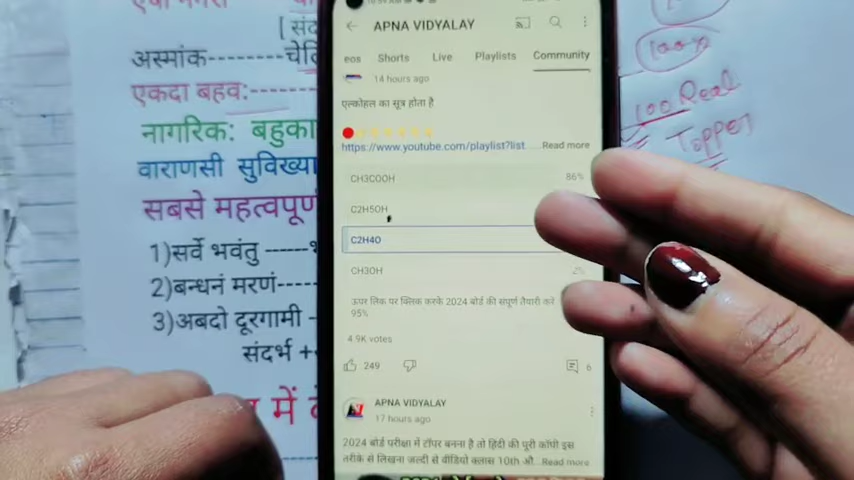 [सं
अस्मांक--------चेति
एकदा बहव:--------
नागरिक: बहुका
वाराणसी सुविख्या
सबसे महत्वपूर्ण
1)सर्वे भवंतु ------
2)बन्धनं मरणं----
3)अबदो दूरगामी -
संदर्भ +
में
APNA VIDYALAY
eos Shorts Live Playlists Community
14 hours ago
एल्कोहल का सूत्र होता है
https://www.youtube.com/playlist?list Read more
CH3COOH 86%
C2H5OH
C2H4O
CH3OH
ऊपर लिंक पर क्लिक करके 2024 बोर्ड की संपूर्ण तैयारी करें
95%
4.9K votes
249 6
APNA VIDYALAY
17 hours ago
2024 बोर्ड परीक्षा में टॉपर बनना है तो हिंदी की पूरी कॉपी इस
तरीके से लिखना जल्दी से वीडियो क्लास 10th औ...Read more
100%
100 Real
Topper